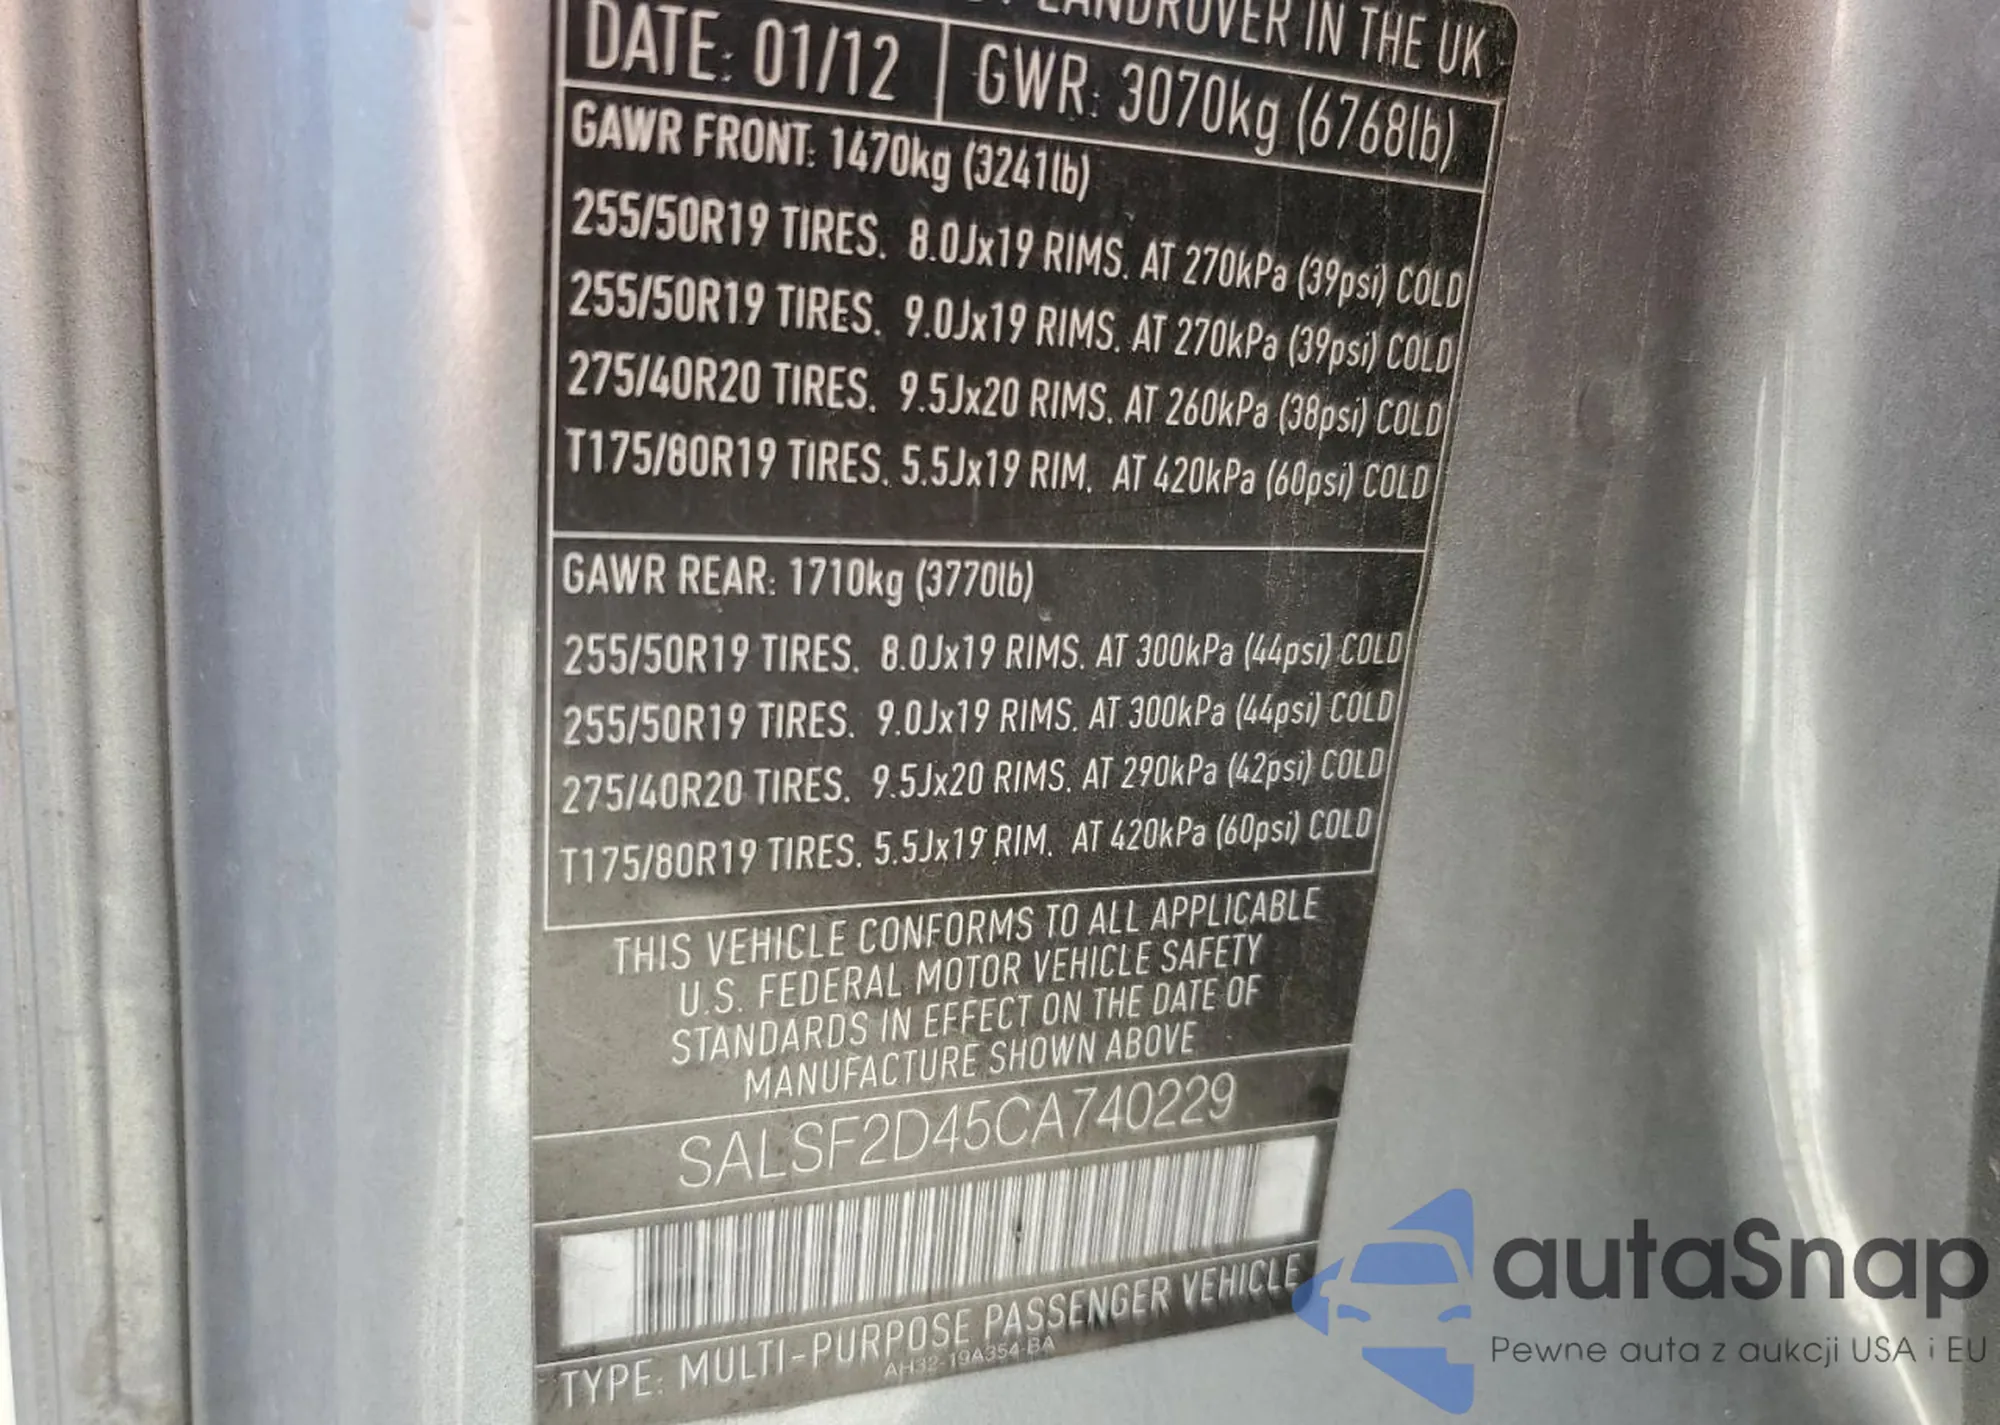 LANDROVER IN THE UK
DATE: 01/12 GWR: 3070kg (6768lb)
GAWR FRONT: 1470kg (3241lb)
255/50R19 TIRES. 8.0Jx19 RIMS. AT 270kPa (39psi) COLD
255/50R19 TIRES. 9.0Jx19 RIMS. AT 270kPa (39psi) COLD
275/40R20 TIRES. 9.5Jx20 RIMS. AT 260kPa (38psi) COLD
T175/80R19 TIRES. 5.5Jx19 RIM. AT 420kPa (60psi) COLD
GAWR REAR: 1710kg (3770lb)
255/50R19 TIRES. 8.0Jx19 RIMS. AT 300kPa (44psi) COLD
255/50R19 TIRES. 9.0Jx19 RIMS. AT 300kPa (44psi) COLD
275/40R20 TIRES. 9.5Jx20 RIMS. AT 290kPa (42psi) COLD
T175/80R19 TIRES. 5.5Jx19 RIM. AT 420kPa (60psi) COLD
THIS VEHICLE CONFORMS TO ALL APPLICABLE
U.S. FEDERAL MOTOR VEHICLE SAFETY
STANDARDS IN EFFECT ON THE DATE OF
MANUFACTURE SHOWN ABOVE
SALSF2D45CA740229
TYPE: MULTI-PURPOSE PASSENGER VEHICLE
AH32-19A354-BA
autaSnap
Pewne auta z aukcji USA i EU